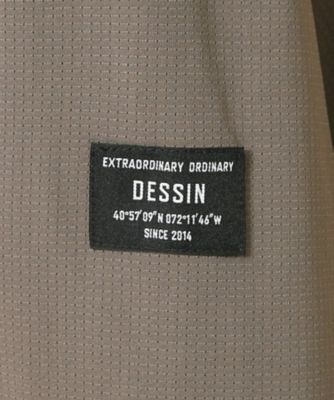 EXTRAORDINARY ORDINARY
DESSIN
40°57'09"N 072°11'46"W
SINCE 2014